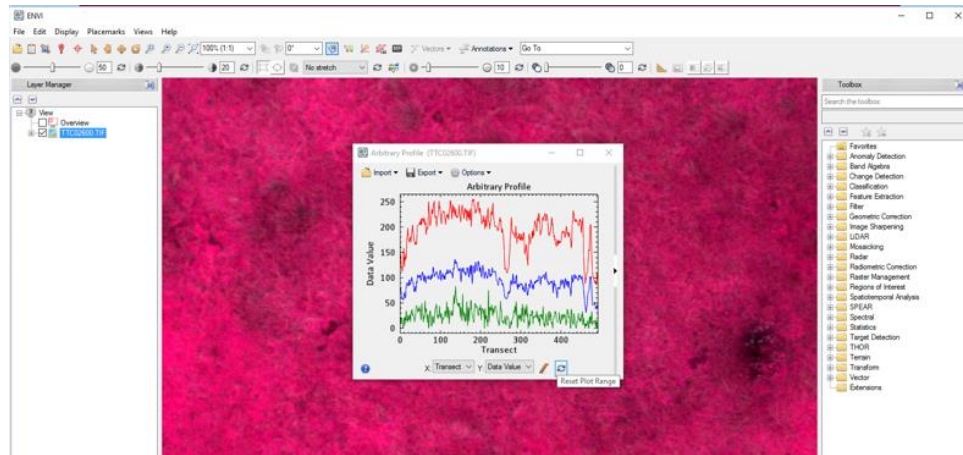 ENVI
File Edit Display Placemarks Views Help
100% (1:1) 0° Vectors Annotations Go To
50 20 No stretch 10 0
Layer Manager
View
Overview
TTC02600.TIF
Arbitrary Profile (TTC02600.TIF)
Import Export Options
Arbitrary Profile
250
200
150
100
50
0
Data Value
0 100 200 300 400
Transect
X: Transect Y: Data Value
Reset Plot Range
Toolbox
Search the toolbox
Favorites
Anomaly Detection
Band Algebra
Change Detection
Classification
Feature Extraction
Filter
Geometric Correction
Image Sharpening
LiDAR
Mosaicking
Radar
Radiometric Correction
Raster Management
Regions of Interest
Spatiotemporal Analysis
SPEAR
Spectral
Statistics
Target Detection
THOR
Terrain
Transform
Vector
Extensions